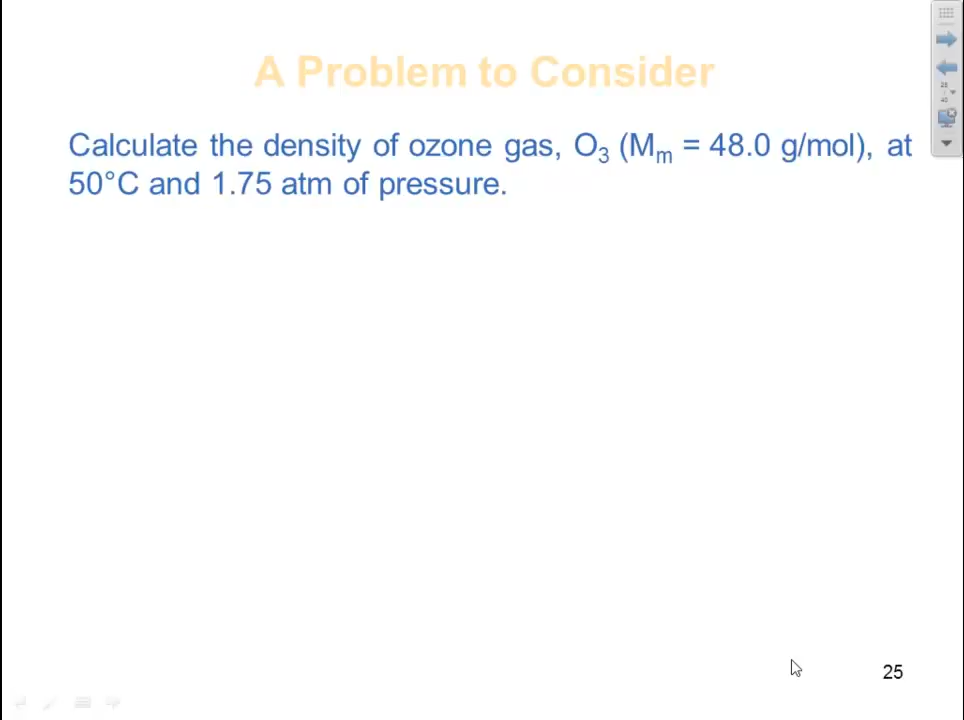 A Problem to Consider
Calculate the density of ozone gas, O₃ (Mₘ = 48.0 g/mol), at
50°C and 1.75 atm of pressure.
25